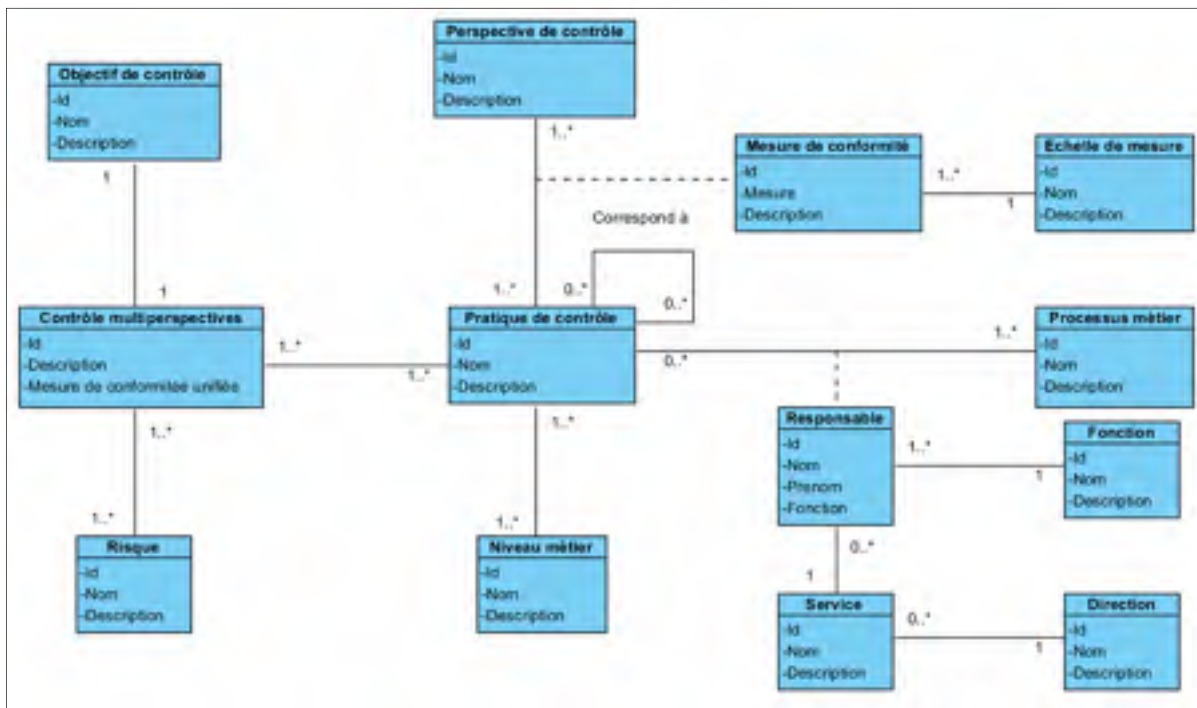 Perspective de contrôle
-Id
-Nom
-Description
Objectif de contrôle
-Id
-Nom
-Description
1
1
1..*
1..*
Mesure de conformité
-Id
-Mesure
-Description
1..*
1
Echelle de mesure
-Id
-Nom
-Description
Correspond à
0..*
0..*
Contrôle multiperspectives
-Id
-Description
-Mesure de conformitée unifiée
1..*
1..*
Pratique de contrôle
-Id
-Nom
-Description
0..*
1..*
Processus mètier
-Id
-Nom
-Description
1..*
1..*
Risque
-Id
-Nom
-Description
1..*
1..*
Niveau mètier
-Id
-Nom
-Description
Responsable
-Id
-Nom
-Prenom
-Fonction
1..*
1
Fonction
-Id
-Nom
-Description
0..*
1
Service
-Id
-Nom
-Description
0..*
1
Direction
-Id
-Nom
-Description